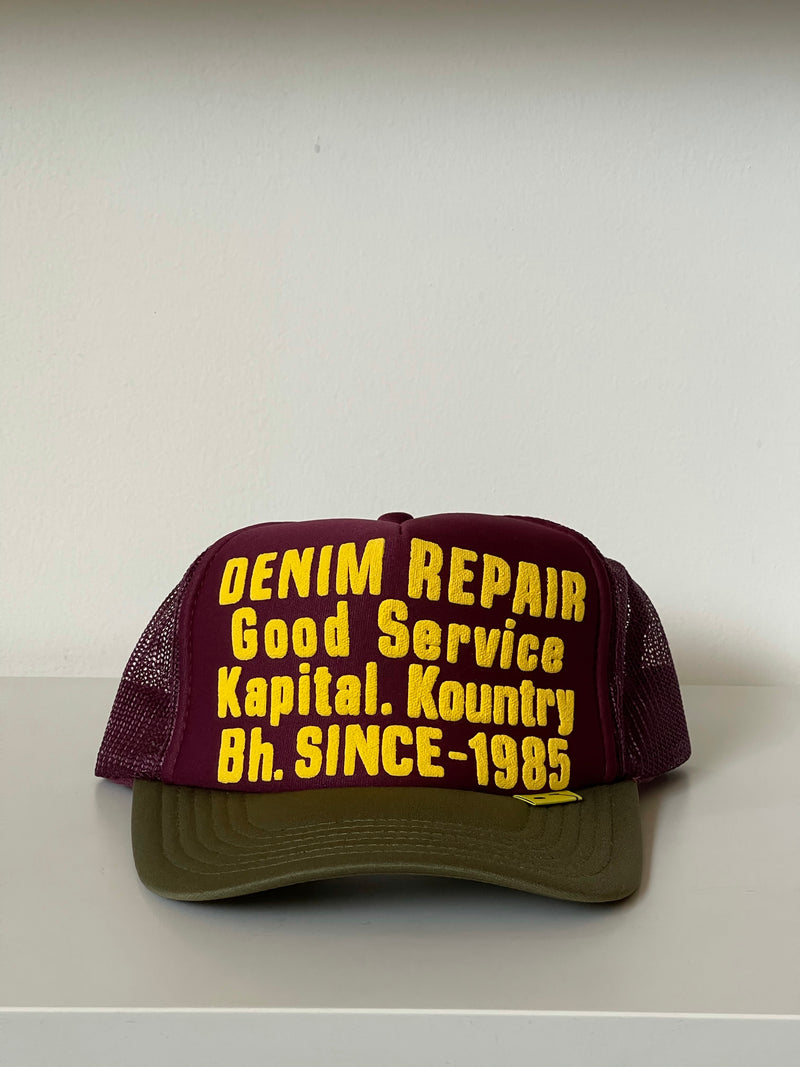 DENIM REPAIR
Good Service
Kapital. Kountry
Bh. SINCE-1985